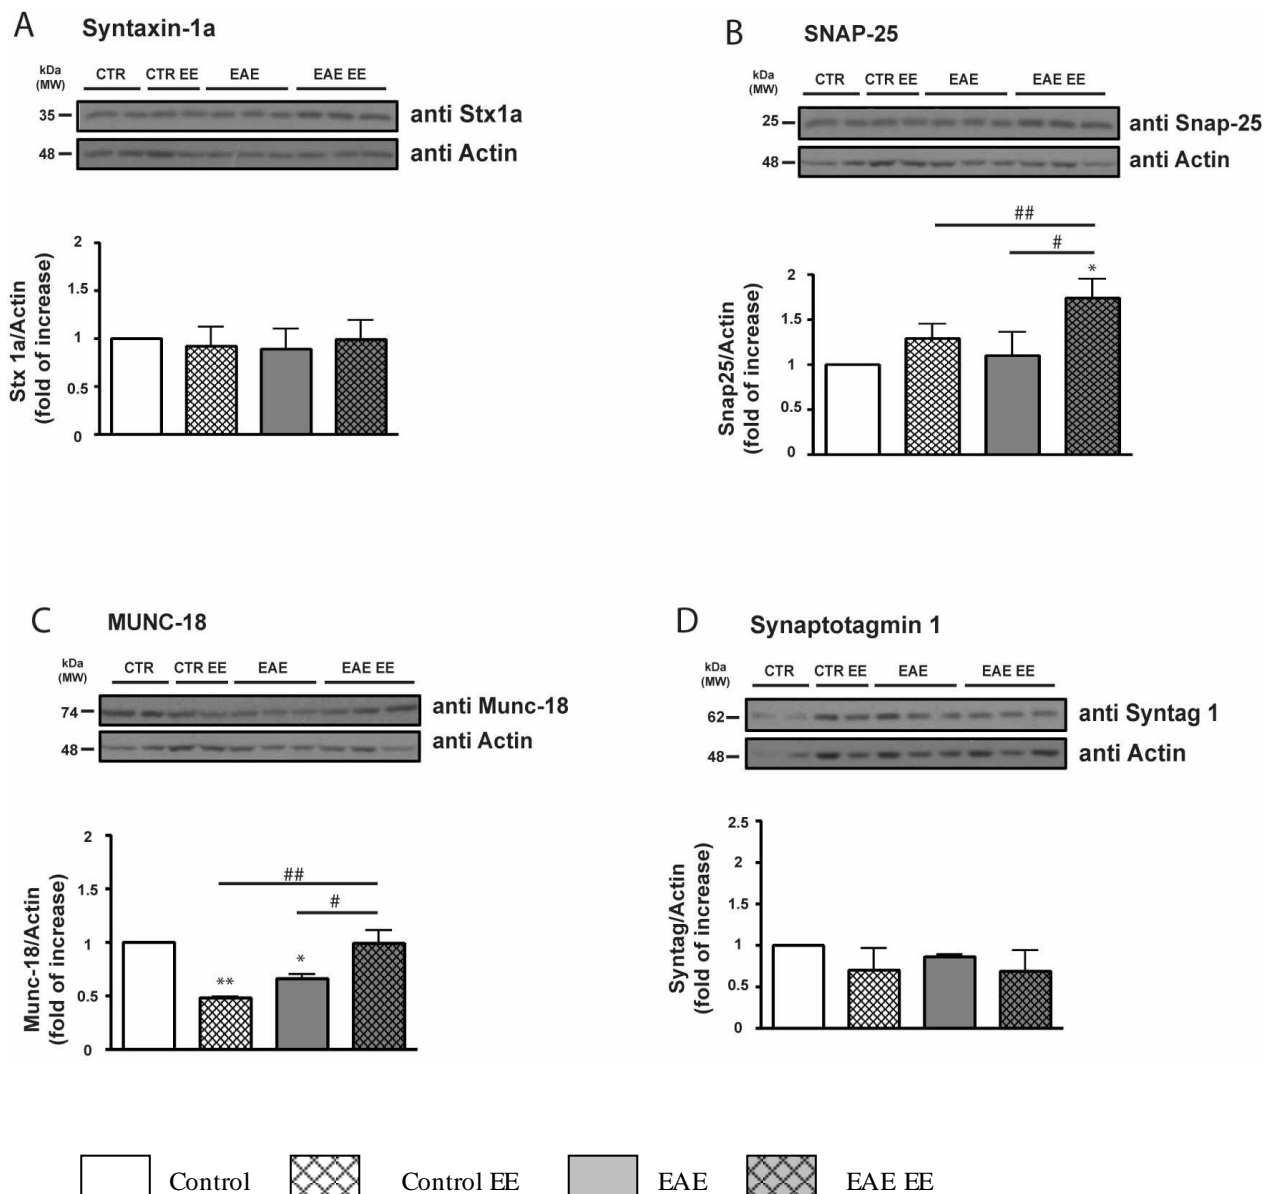 A
Syntaxin-1a
kDa
(MW)
CTR CTR EE EAE EAE EE
35
anti Stx1a
48
anti Actin
2
1.5
1
0.5
0
Stx 1a/Actin
(fold of increase)
B
SNAP-25
kDa
(MW)
CTR CTR EE EAE EAE EE
25
anti Snap-25
48
anti Actin
##
#
*
2
1.5
1
0.5
0
Snap25/Actin
(fold of increase)
C
MUNC-18
kDa
(MW)
CTR CTR EE EAE EAE EE
74
anti Munc-18
48
anti Actin
2
1.5
1
0.5
0
Munc-18/Actin
(fold of increase)
##
#
**
*
D
Synaptotagmin 1
kDa
(MW)
CTR CTR EE EAE EAE EE
62
anti Syntag 1
48
anti Actin
2.5
2
1.5
1
0.5
0
Syntag/Actin
(fold of increase)
Control Control EE EAE EAE EE